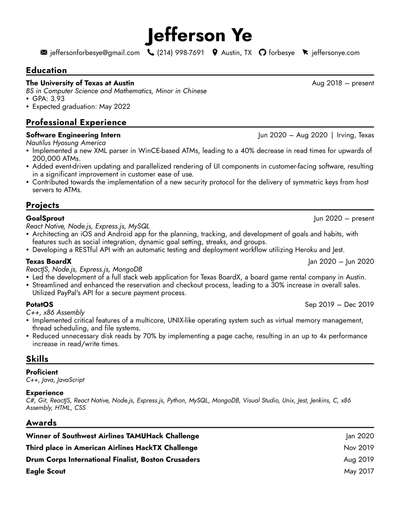 Jefferson Ye
jeffersonforbesye@gmail.com (214) 998-7691 Austin, TX forbesye jeffersonye.com
Education
The University of Texas at Austin Aug 2018 – present
BS in Computer Science and Mathematics, Minor in Chinese
• GPA: 3.93
• Expected graduation: May 2022
Professional Experience
Software Engineering Intern Jun 2020 – Aug 2020 | Irving, Texas
Nautilus Hyosung America
• Implemented a new XML parser in WinCE-based ATMs, leading to a 40% decrease in read times for upwards of
200,000 ATMs.
• Added event-driven updating and parallelized rendering of UI components in customer-facing software, resulting
in a significant improvement in customer ease of use.
• Contributed towards the implementation of a new security protocol for the delivery of symmetric keys from host
servers to ATMs.
Projects
GoalSprout Jun 2020 – present
React Native, Node.js, Express.js, MySQL
• Architecting an iOS and Android app for the planning, tracking, and development of goals and habits, with
features such as social integration, dynamic goal setting, streaks, and groups.
• Developing a RESTful API with an automatic testing and deployment workflow utilizing Heroku and Jest.
Texas BoardX Jan 2020 – Jun 2020
ReactJS, Node.js, Express.js, MongoDB
• Led the development of a full stack web application for Texas BoardX, a board game rental company in Austin.
• Streamlined and enhanced the reservation and checkout process, leading to a 30% increase in overall sales.
Utilized PayPal's API for a secure payment process.
PotatOS Sep 2019 – Dec 2019
C++, x86 Assembly
• Implemented critical features of a multicore, UNIX-like operating system such as virtual memory management,
thread scheduling, and file systems.
• Reduced unnecessary disk reads by 70% by implementing a page cache, resulting in an up to 4x performance
increase in read/write times.
Skills
Proficient
C++, Java, JavaScript
Experience
C#, Git, ReactJS, React Native, Node.js, Express.js, Python, MySQL, MongoDB, Visual Studio, Unix, Jest, Jenkins, C, x86
Assembly, HTML, CSS
Awards
Winner of Southwest Airlines TAMUHack Challenge Jan 2020
Third place in American Airlines HackTX Challenge Nov 2019
Drum Corps International Finalist, Boston Crusaders Aug 2019
Eagle Scout May 2017